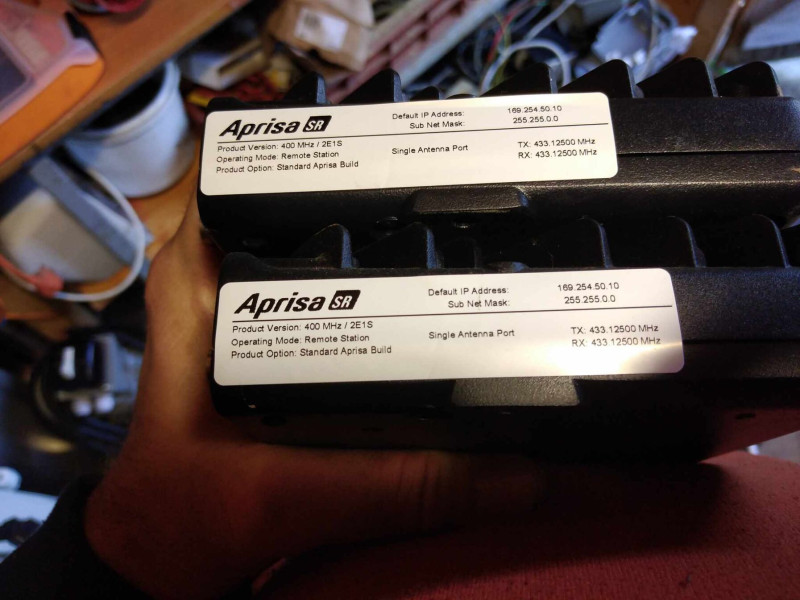 Aprisa SR
Default IP Address: 169.254.50.10
Sub Net Mask: 255.255.0.0
Product Version: 400 MHz / 2E1S
Operating Mode: Remote Station
Product Option: Standard Aprisa Build
Single Antenna Port
TX: 433.12500 MHz
RX: 433.12500 MHz
Aprisa SR
Default IP Address: 169.254.50.10
Sub Net Mask: 255.255.0.0
Product Version: 400 MHz / 2E1S
Operating Mode: Remote Station
Product Option: Standard Aprisa Build
Single Antenna Port
TX: 433.12500 MHz
RX: 433.12500 MHz